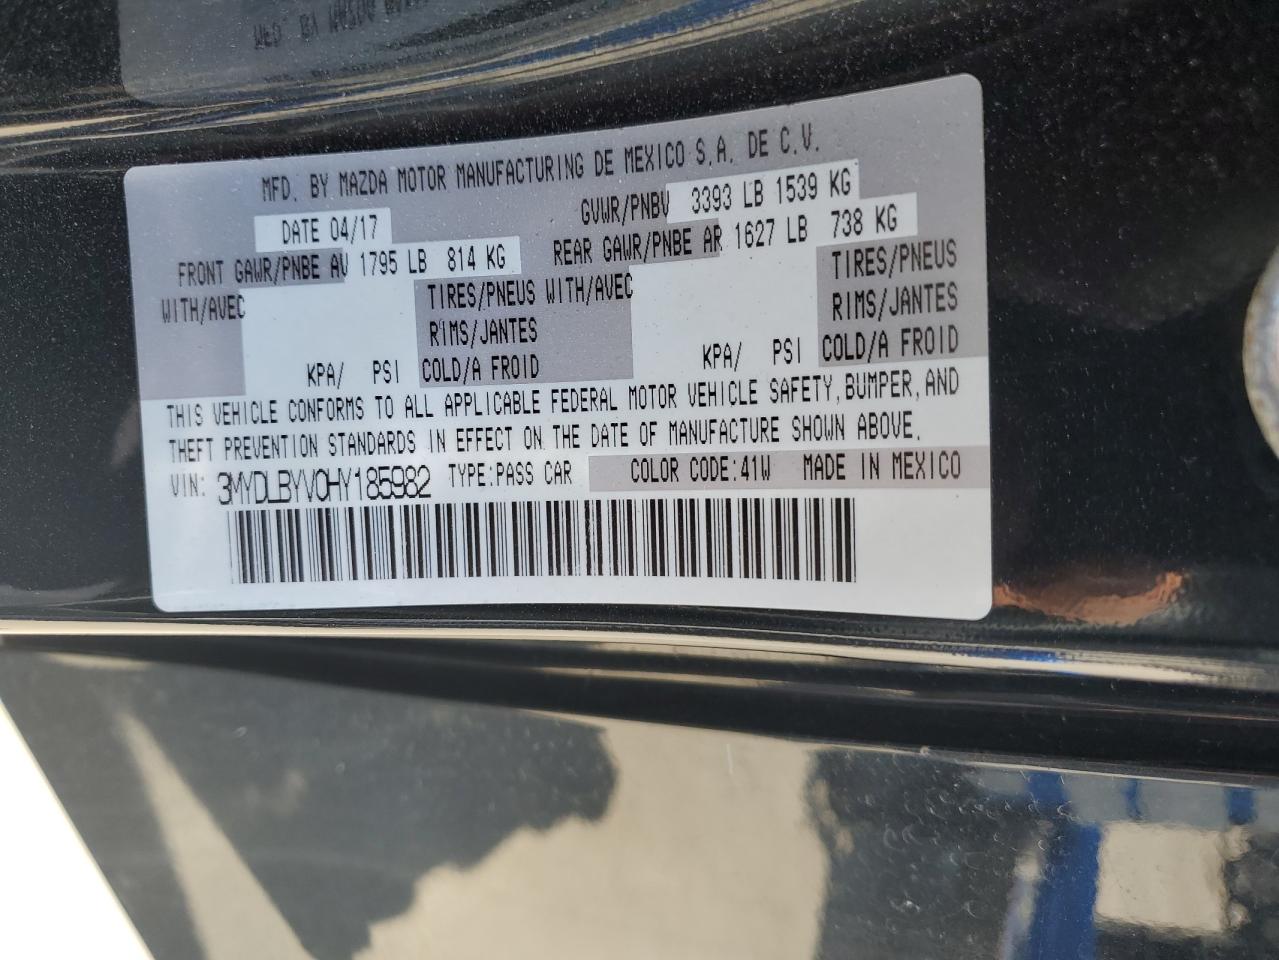 MFD. BY MAZDA MOTOR MANUFACTURING DE MEXICO S.A. DE C.V.
DATE 04/17 GVWR/PNBV 3393 LB 1539 KG
FRONT GAWR/PNBE AV 1795 LB 814 KG REAR GAWR/PNBE AR 1627 LB 738 KG
WITH/AVEC TIRES/PNEUS WITH/AVEC TIRES/PNEUS
RIMS/JANTES RIMS/JANTES
KPA/ PSI COLD/A FROID KPA/ PSI COLD/A FROID
THIS VEHICLE CONFORMS TO ALL APPLICABLE FEDERAL MOTOR VEHICLE SAFETY, BUMPER, AND
THEFT PREVENTION STANDARDS IN EFFECT ON THE DATE OF MANUFACTURE SHOWN ABOVE.
VIN: 3MYDLBYV0HY185982 TYPE:PASS CAR COLOR CODE:41W MADE IN MEXICO